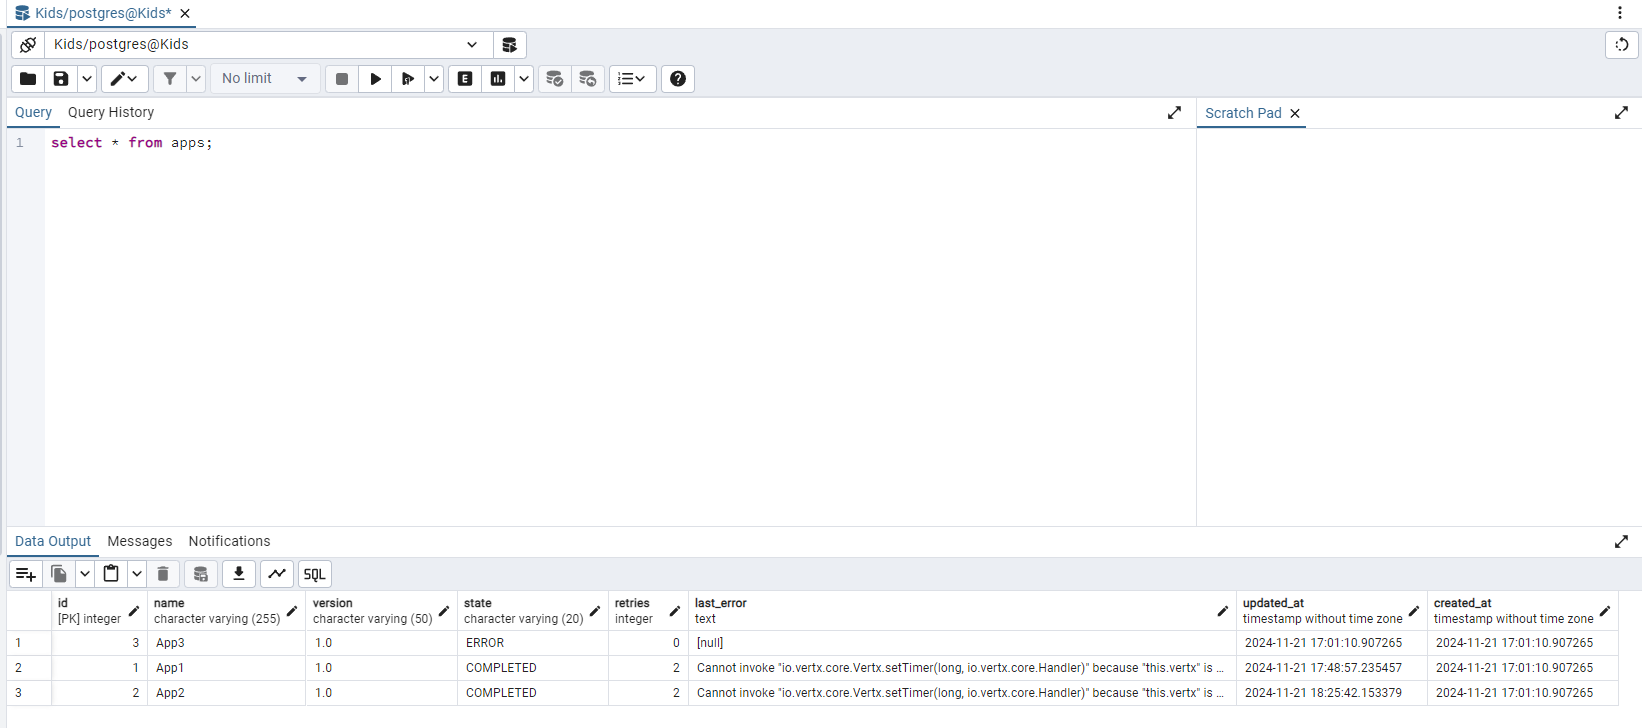 Kids/postgres@Kids*
Kids/postgres@Kids
No limit
E
Query Query History
Scratch Pad
1 select * from apps;
Data Output Messages Notifications
SQL
id name version state retries last_error updated_at created_at
[PK] integer character varying (255) character varying (50) character varying (20) integer text timestamp without time zone timestamp without time zone
1 3 App3 1.0 ERROR 0 [null] 2024-11-21 17:01:10.907265 2024-11-21 17:01:10.907265
2 1 App1 1.0 COMPLETED 2 Cannot invoke "io.vertx.core.Vertx.setTimer(long, io.vertx.core.Handler)" because "this.vertx" is ... 2024-11-21 17:48:57.235457 2024-11-21 17:01:10.907265
3 2 App2 1.0 COMPLETED 2 Cannot invoke "io.vertx.core.Vertx.setTimer(long, io.vertx.core.Handler)" because "this.vertx" is ... 2024-11-21 18:25:42.153379 2024-11-21 17:01:10.907265